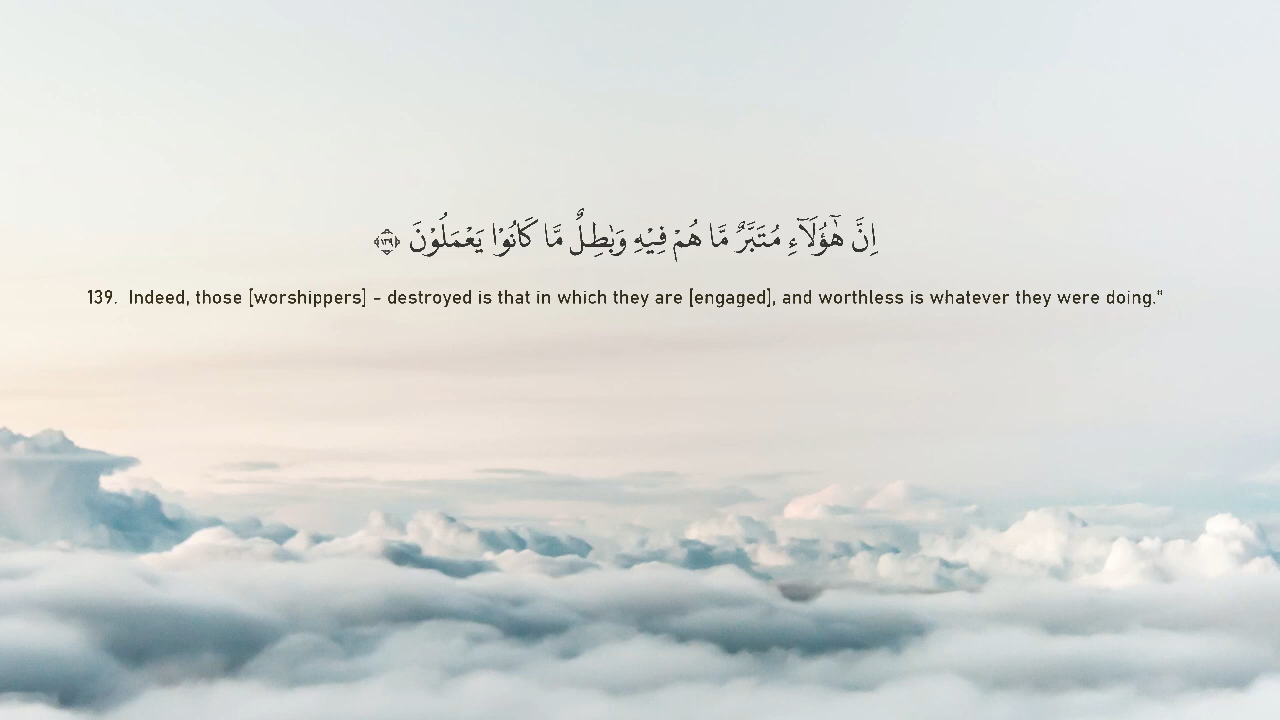 اِنَّ هٰٓؤُلَآءِ مُتَبَّرٌ مَّا هُمْ فِيْهِ وَبٰطِلٌ مَّا كَانُوْا يَعْمَلُوْنَ ﴿١٣٩﴾
139. Indeed, those [worshippers] - destroyed is that in which they are [engaged], and worthless is whatever they were doing."